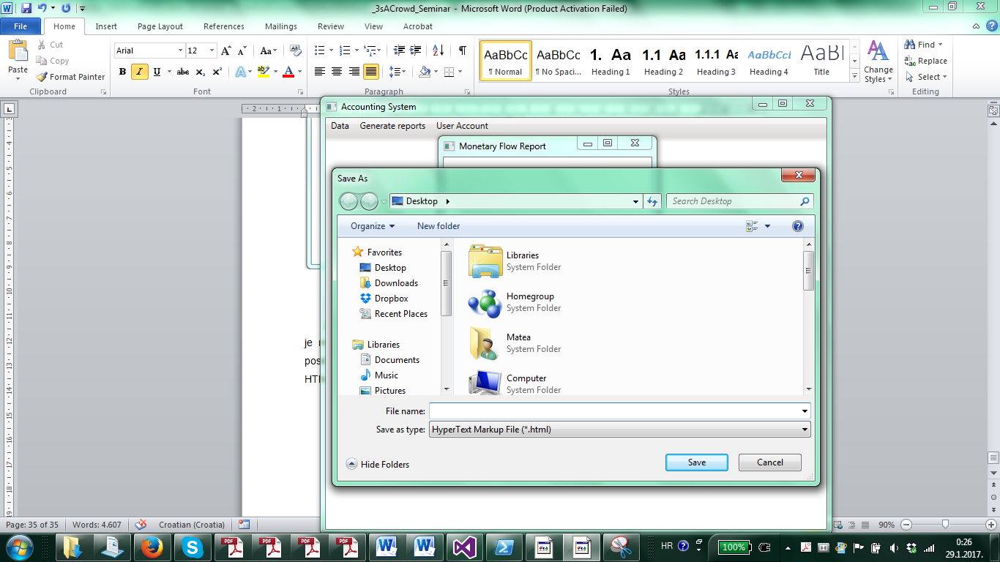 _3sACrowd_Seminar - Microsoft Word (Product Activation Failed)
File Home Insert Page Layout References Mailings Review View Acrobat
Paste
Cut
Copy
Format Painter
Clipboard
Arial 12
Font
Paragraph
AaBbCc AaBbCc 1. Aa 1.1 Aa 1.1.1 Aa AaBbCcI AaBl
¶ Normal ¶ No Spaci... Heading 1 Heading 2 Heading 3 Heading 4 Title
Change Styles
Styles
Find
Replace
Select
Editing
Accounting System
Data Generate reports User Account
Monetary Flow Report
Save As
Desktop
Search Desktop
Organize New folder
Favorites
Desktop
Downloads
Dropbox
Recent Places
Libraries
Documents
Music
Pictures
Libraries
System Folder
Homegroup
System Folder
Matea
System Folder
Computer
System Folder
File name:
Save as type: HyperText Markup File (*.html)
Hide Folders Save Cancel
je
pos
HT
Page: 35 of 35 Words: 4.607 Croatian (Croatia) 90%
HR 100% 0:26
29.1.2017.